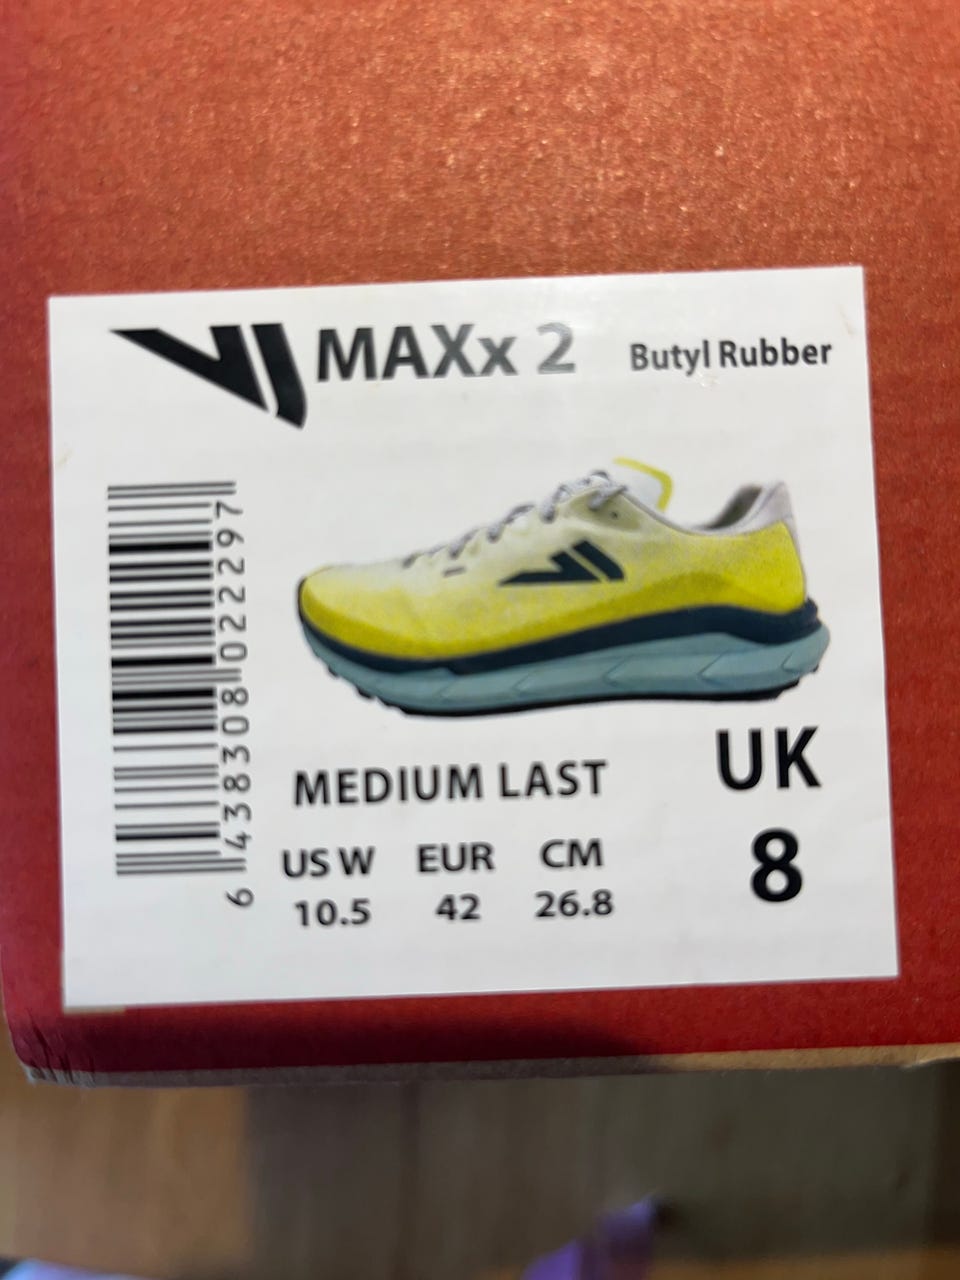 VJ MAXx 2 Butyl Rubber
6 438308 022297
MEDIUM LAST
UK
8
US W EUR CM
10.5 42 26.8